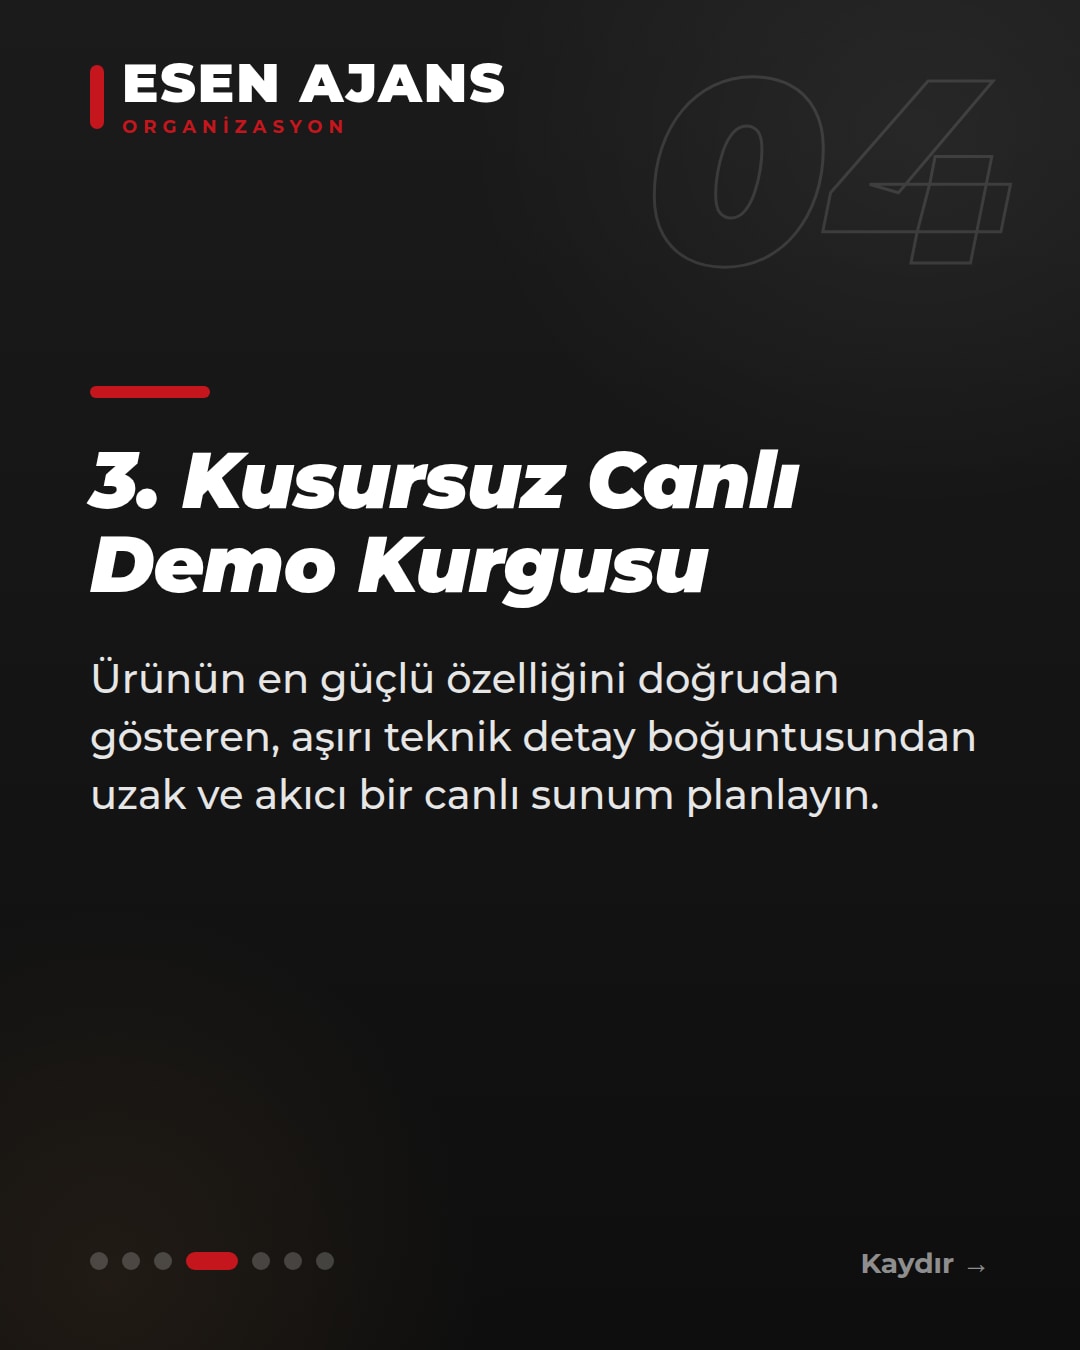 ESEN AJANS
ORGANİZASYON
04
3. Kusursuz Canlı
Demo Kurgusu
Ürünün en güçlü özelliğini doğrudan
gösteren, aşırı teknik detay boğuntusundan
uzak ve akıcı bir canlı sunum planlayın.
Kaydır →